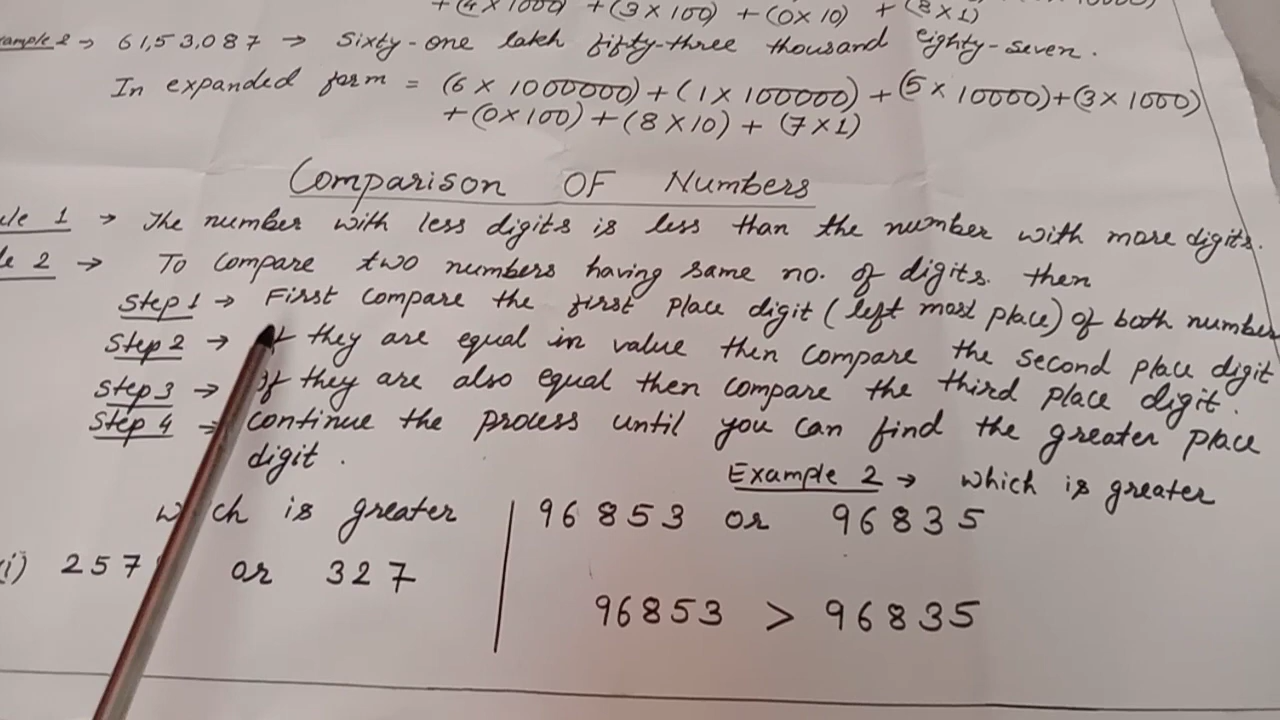 +(4×1000) +(3×100) +(0×10) +(8×1)
61,53,087 → Sixty-one lakh fifty-three thousand eighty-seven.
In expanded form = (6×1000000)+(1×100000)+(5×10000)+(3×1000)
+(0×100)+(8×10)+(7×1)
Comparison OF Numbers
1 → The number with less digits is less than the number with more digits.
2 → To compare two numbers having same no. of digits. then
Step 1 → First compare the first place digit (left most place) of both number
Step 2 → If they are equal in value then compare the second place digit
Step 3 → If they are also equal then compare the third place digit.
Step 4 → continue the process until you can find the greater place
digit.
Example 2 → which is greater
which is greater
96853 or 96835
(i) 257 or 327
96853 > 96835